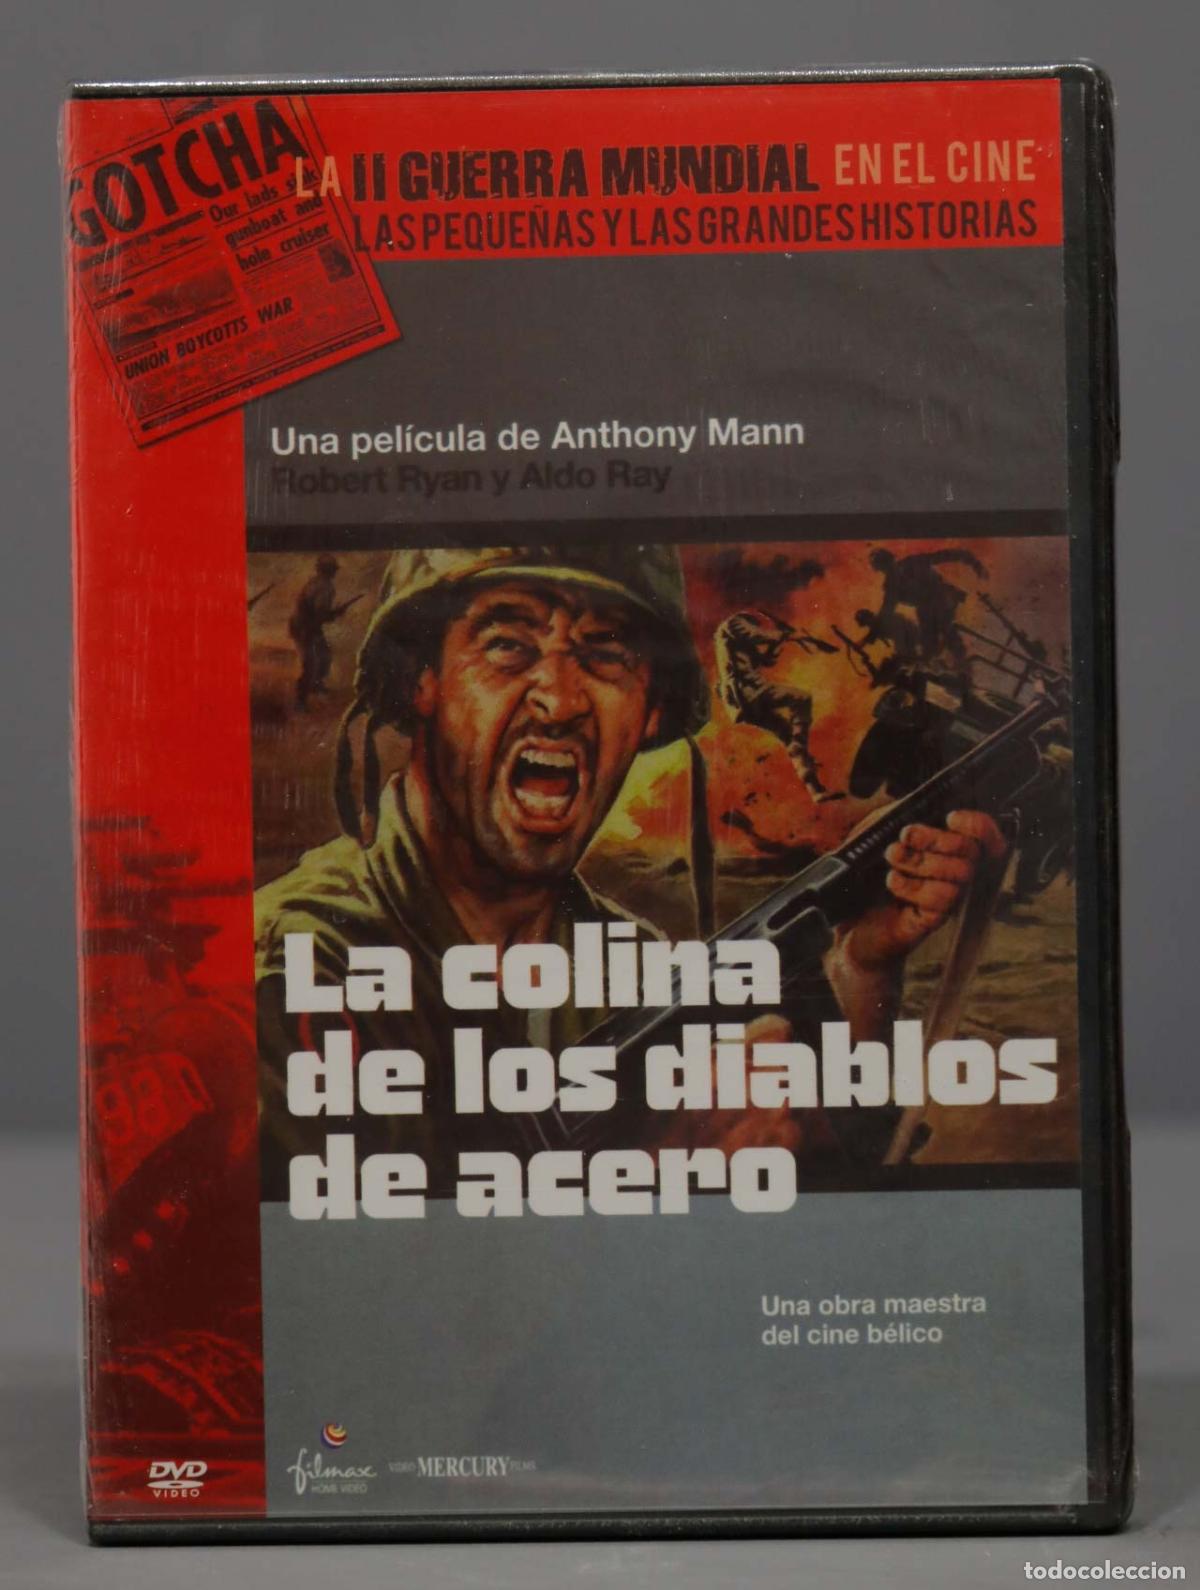 GOTCHA
Our lads sink
gunboat and
hole cruiser
UNION BOYCOTTS WAR
LA II GUERRA MUNDIAL EN EL CINE
LAS PEQUEÑAS Y LAS GRANDES HISTORIAS
Una película de Anthony Mann
Robert Ryan y Aldo Ray
La colina
de los diablos
de acero
Una obra maestra
del cine bélico
980
DVD
VIDEO
filmax
HOME VIDEO
VIDEO MERCURY FILMS
todocoleccion